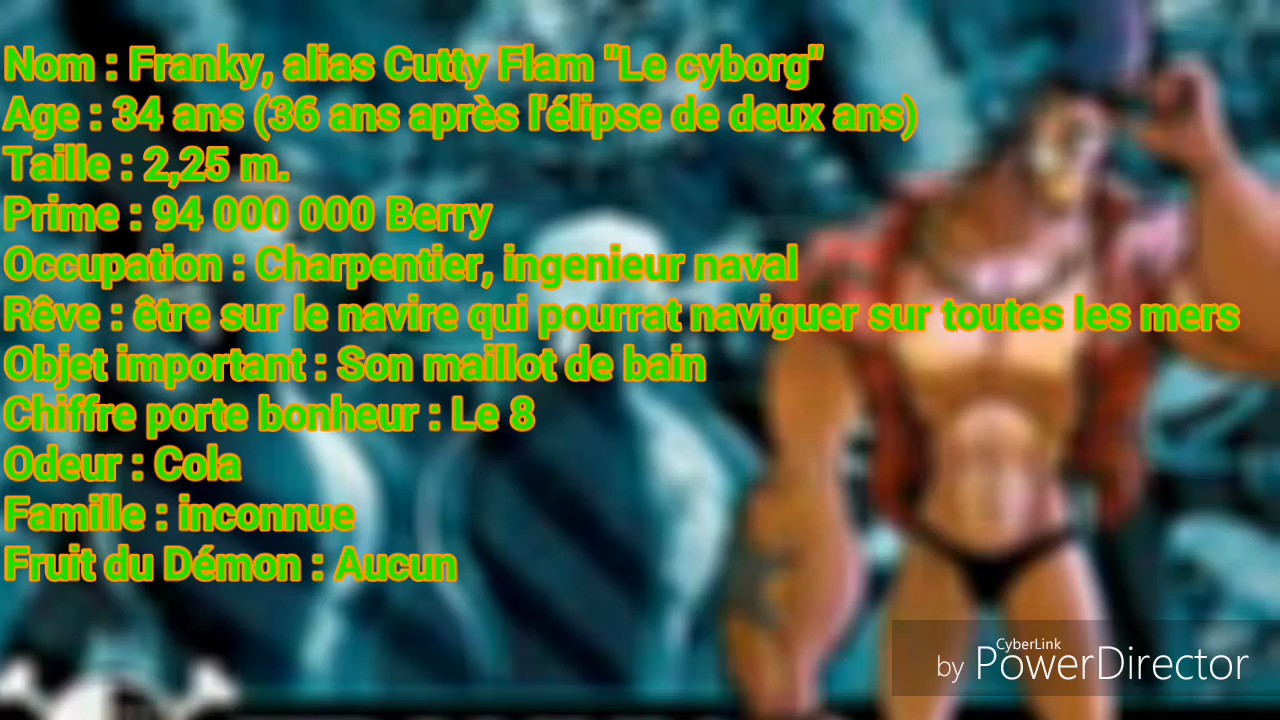 Nom : Franky, alias Cutty Flam "Le cyborg"
Age : 34 ans (36 ans après l'élipse de deux ans)
Taille : 2,25 m.
Prime : 94 000 000 Berry
Occupation : Charpentier, ingenieur naval
Rêve : être sur le navire qui pourrat naviguer sur toutes les mers
Objet important : Son maillot de bain
Chiffre porte bonheur : Le 8
Odeur : Cola
Famille : inconnue
Fruit du Démon : Aucun
CyberLink
by PowerDirector